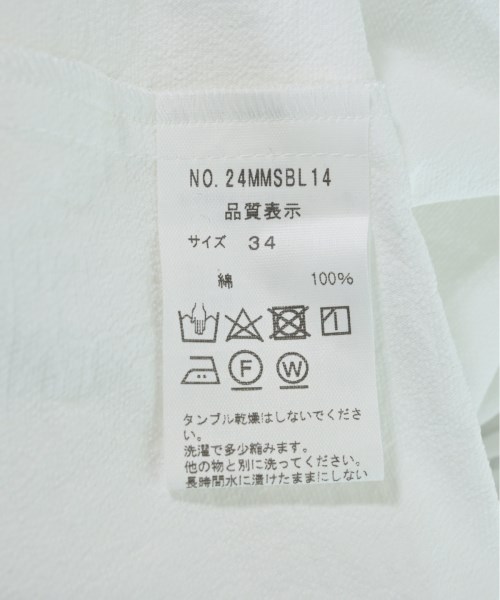 NO.24MMSBL14
品質表示
サイズ 34
綿 100%
F W
タンブル乾燥はしないでくださ
い。
洗濯で多少縮みます。
他の物と別に洗ってください。
長時間水に漬けたままにしない